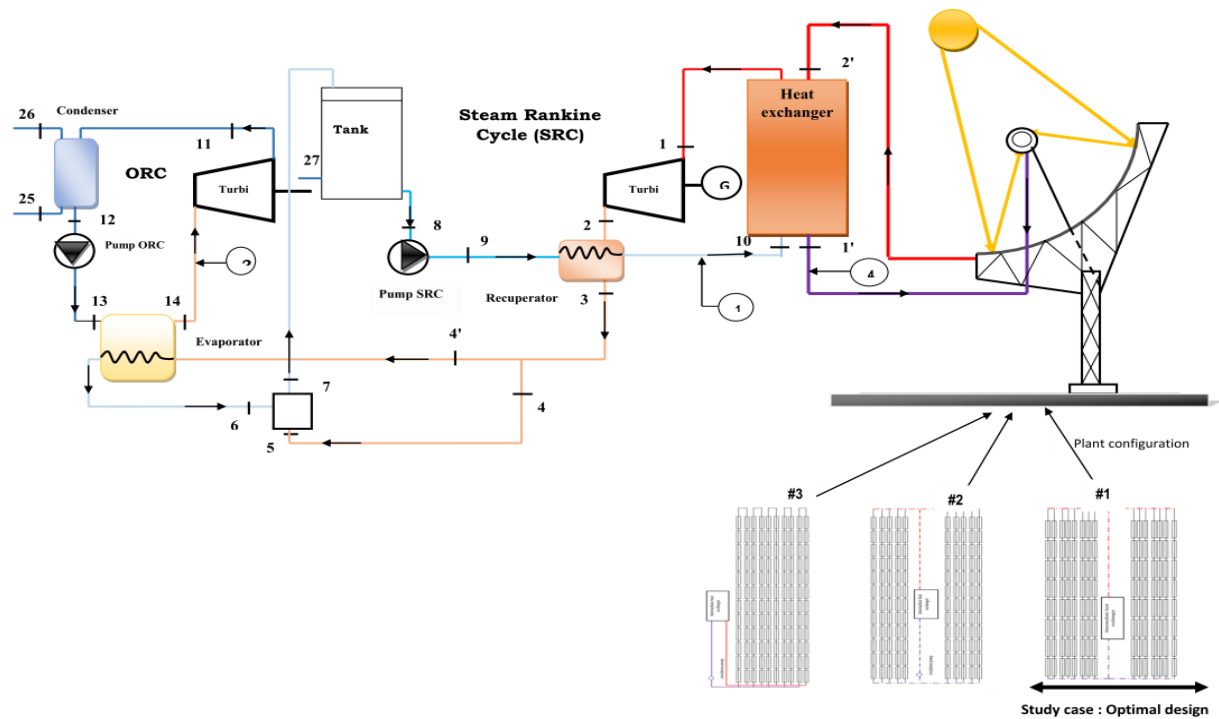 2'
26
Condenser
Heat
exchanger
Steam Rankine
Cycle (SRC)
Tank
11
1
ORC
27
Turbi
Turbi
G
25
2
12
8
9
10
1'
Pump ORC
4
Pump SRC
Recuperator
3
1
13
14
Evaporator
4'
7
4
6
5
Plant configuration
#3
#2
#1
Study case : Optimal design